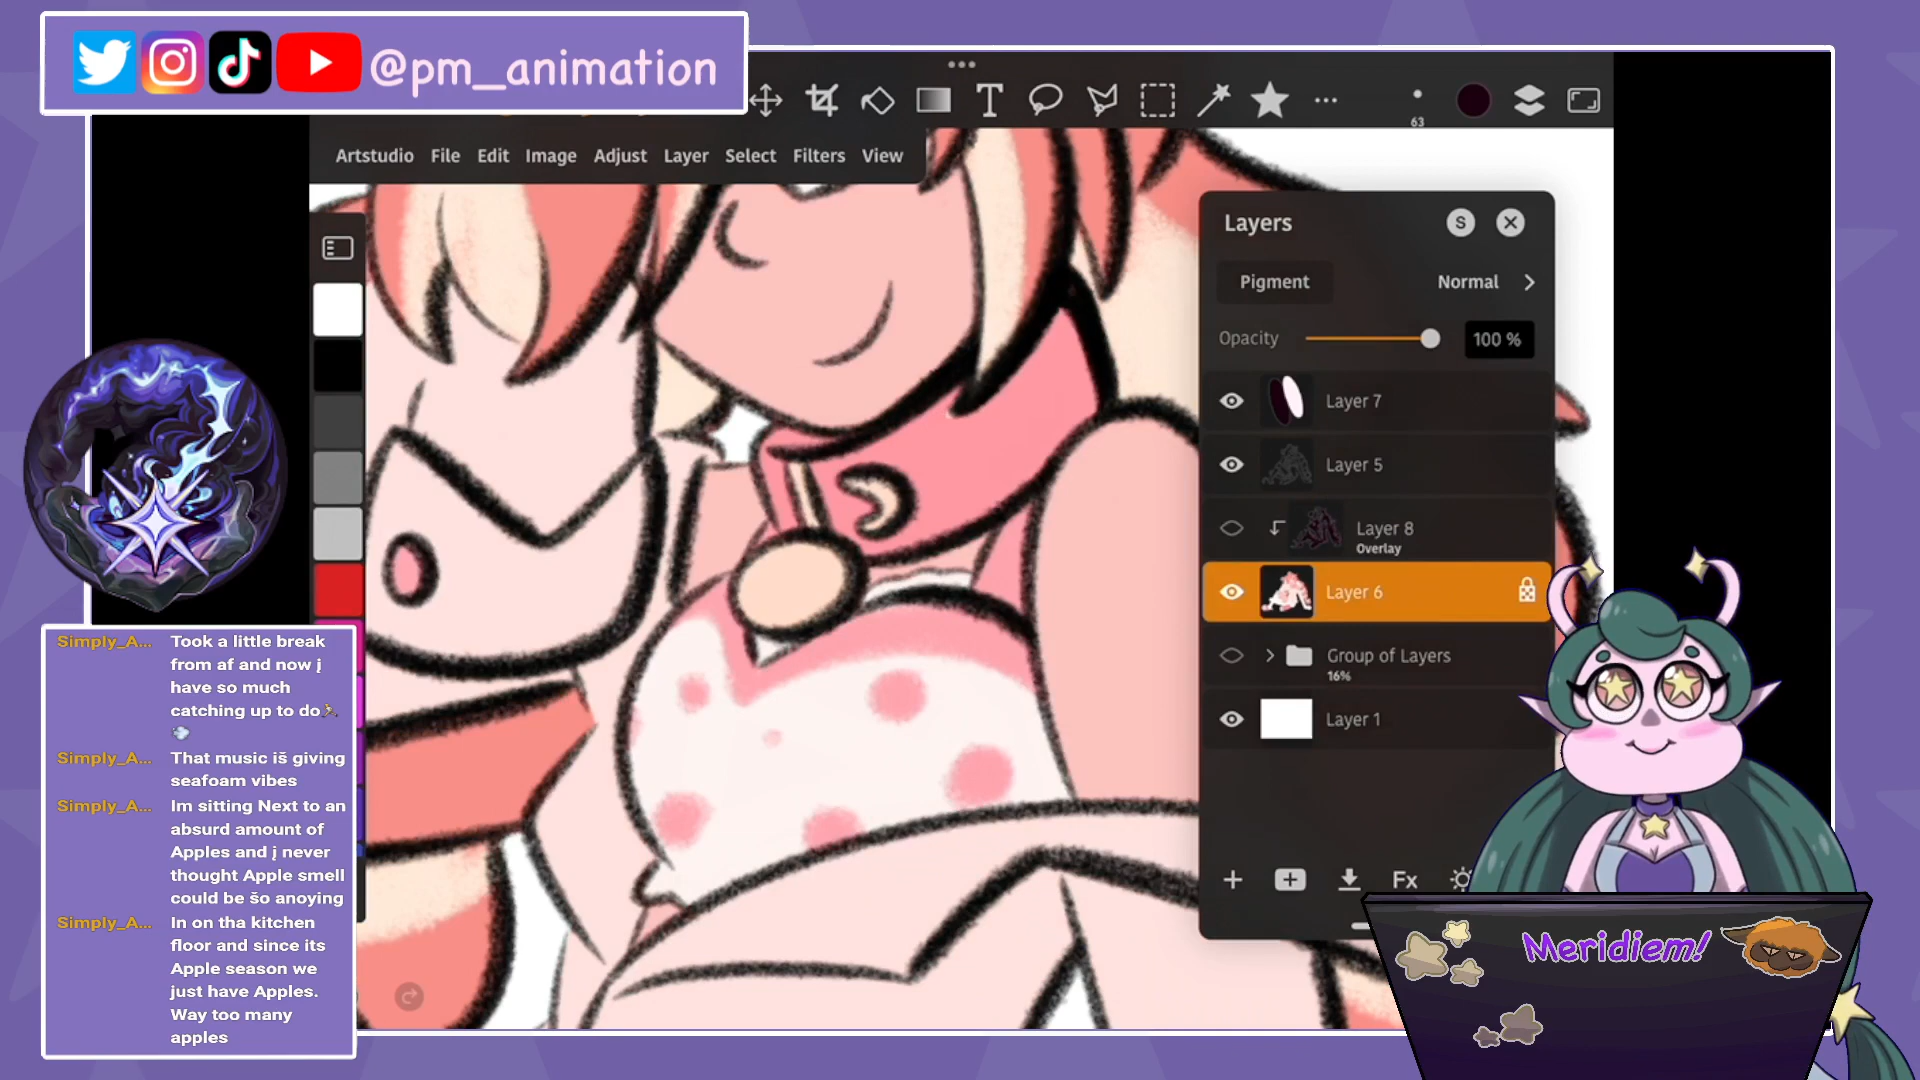 @pm_animation
63
Artstudio File Edit Image Adjust Layer Select Filters View
Layers S
Pigment Normal
Opacity 100 %
Layer 7
Layer 5
Layer 8
Overlay
Layer 6
Group of Layers
16%
Layer 1
Fx
Simply_A... Took a little break
from af and now į
have so much
catching up to do
Simply_A... That music iš giving
seafoam vibes
Simply_A... Im sitting Next to an
absurd amount of
Apples and į never
thought Apple smell
could be šo anoying
Simply_A... In on tha kitchen
floor and since its
Apple season we
just have Apples.
Way too many
apples
Meridiem!